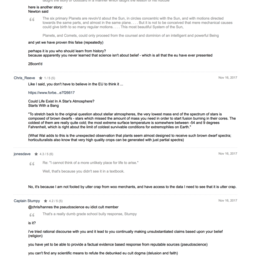 here is another story:
Newton said
The six primary Planets are revolv'd about the Sun, in circles concentric with the Sun, and with motions directed towards the same parts, and almost in the same plane. . . . But it is not to be conceived that mere mechanical causes could give birth to so many regular motions. . . . This most beautiful System of the Sun,
Planets, and Comets, could only proceed from the counsel and dominion of an intelligent and powerful Being
and yet we have proven this false (repeatedly)
perhaps it is you who should learn from history?
because apparently you never learned that science isn't about belief - which is all that the eu have ever presented
Chris_Reeve
Nov 18, 2017
Like I said, you don't have to believe in the EU to think it ...
Could Life Exist In A Star's Atmosphere?
Starts With a Bang
"To stretch back to the original question about stellar atmospheres, the very lowest mass end of the spectrum of stars is
composed of brown dwarfs - stars which missed the amount of mass you need in order to start fusion burning in their cores. The
coldest of them are really quite cold; the most extreme surface temperature is somewhere between
Fahrenheit, which is right about the limit of coldest survivable conditions for extremophiles on Earth."
(What that adds to this is the unexpected observation that planets seem almost designed to receive such brown dwarf spectra;
horticulturalists also know that very high quality crops can be generated with just partial spectra)
jonesdave
Nov 18, 2017
No. "I cannot think of a more unlikely place for life to arise."
Well, that's because you didn't see it in a textbook.
No, it's because I am not fooled by utter crap from woo merchants, and have access to the data I need to see that it is utter crap.
Captain Stumpy
Nov 18, 2017
@chris/hannes the pseudoscience eu idiot cult member
That's a really dumb grade school bully response, Stumpy
is it?
I've tried rational discourse with you and it lead to you continually making unsubstantiated claims based upon your belief
(religion)
you have yet to be able to provide a factual evidence based response from reputable sources (pseudoscience)
you can't find any scientific means to refute the debunked eu cult dogma (delusion and faith)